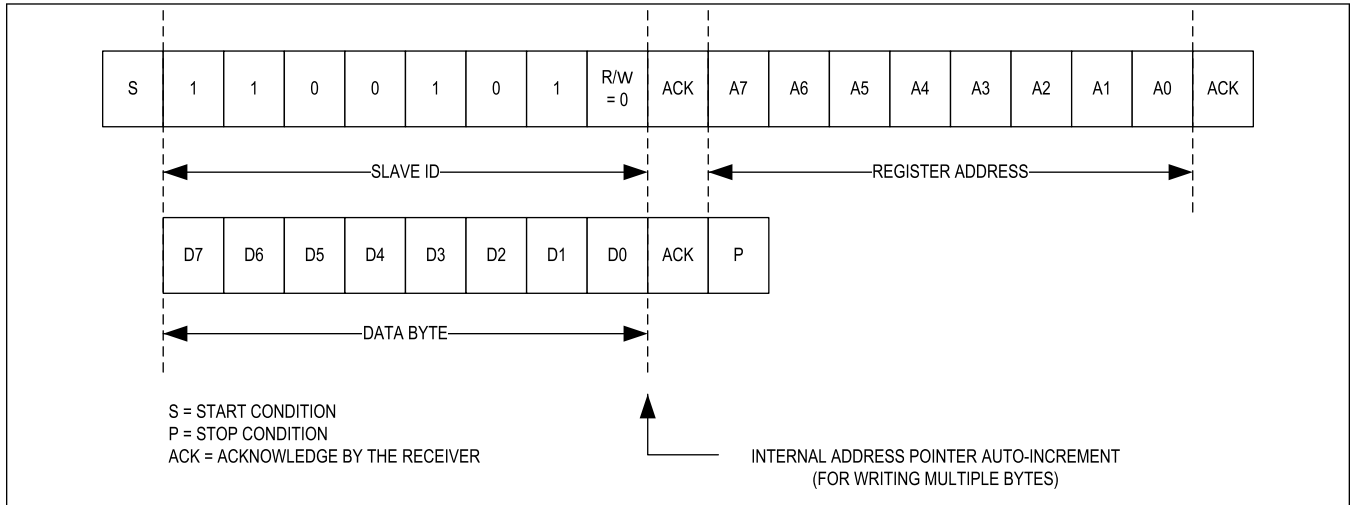 S 1 1 0 0 1 0 1 R/W = 0 ACK A7 A6 A5 A4 A3 A2 A1 A0 ACK
SLAVE ID REGISTER ADDRESS
D7 D6 D5 D4 D3 D2 D1 D0 ACK P
DATA BYTE
S = START CONDITION
P = STOP CONDITION
ACK = ACKNOWLEDGE BY THE RECEIVER
INTERNAL ADDRESS POINTER AUTO-INCREMENT
(FOR WRITING MULTIPLE BYTES)